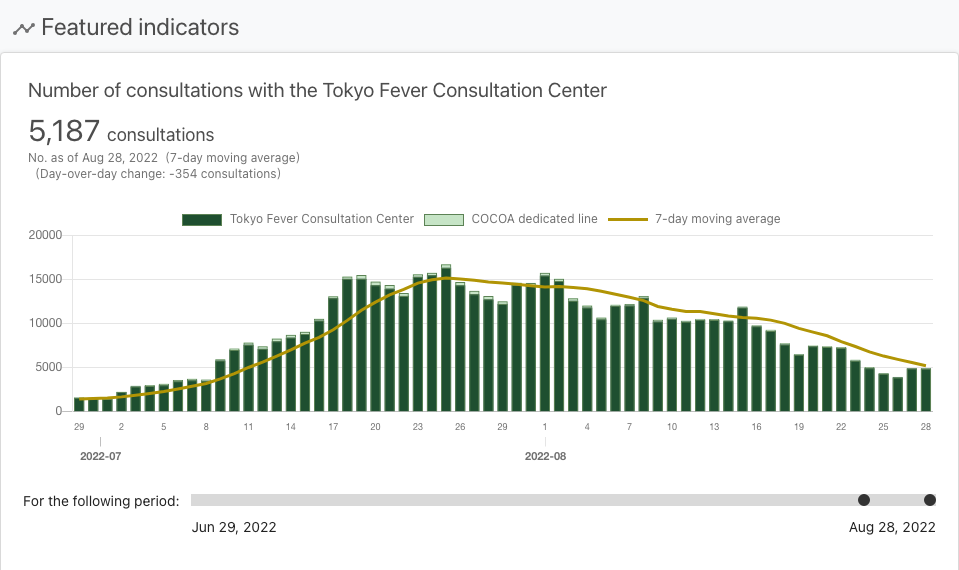 Featured indicators
Number of consultations with the Tokyo Fever Consultation Center
5,187 consultations
No. as of Aug 28, 2022 (7-day moving average)
(Day-over-day change: -354 consultations)
Tokyo Fever Consultation Center COCOA dedicated line 7-day moving average
20000
15000
10000
5000
0
29 2 5 8 11 14 17 20 23 26 29 1 4 7 10 13 16 19 22 25 28
2022-07 2022-08
For the following period:
Jun 29, 2022 Aug 28, 2022